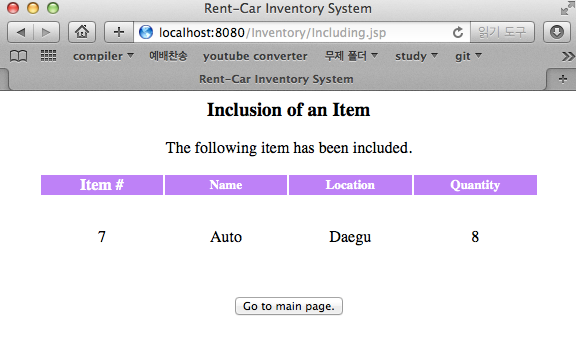 Rent-Car Inventory System
localhost:8080/Inventory/Including.jsp 읽기 도구
compiler 예배찬송 youtube converter 무제 폴더 study git
Rent-Car Inventory System
Inclusion of an Item
The following item has been included.
Item # Name Location Quantity
7 Auto Daegu 8
Go to main page.